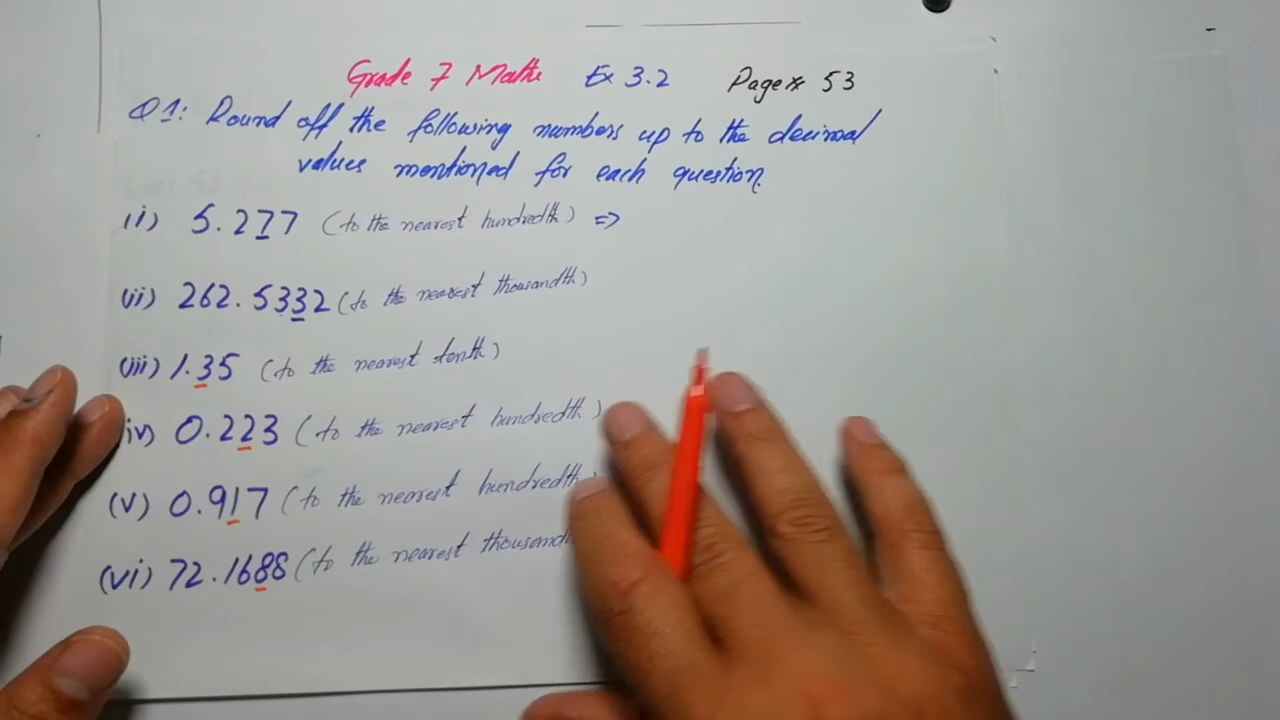 Grade 7 Maths Ex 3.2 Page# 53
Q1: Round off the following numbers up to the decimal
values mentioned for each question.
(i) 5.277 (to the nearest hundredth) =>
(ii) 262.5332 (to the nearest thousandth)
(iii) 1.35 (to the nearest tenth)
iv) 0.223 (to the nearest hundredth)
(v) 0.917 (to the nearest hundredth
(vi) 72.1688 (to the nearest thousandt